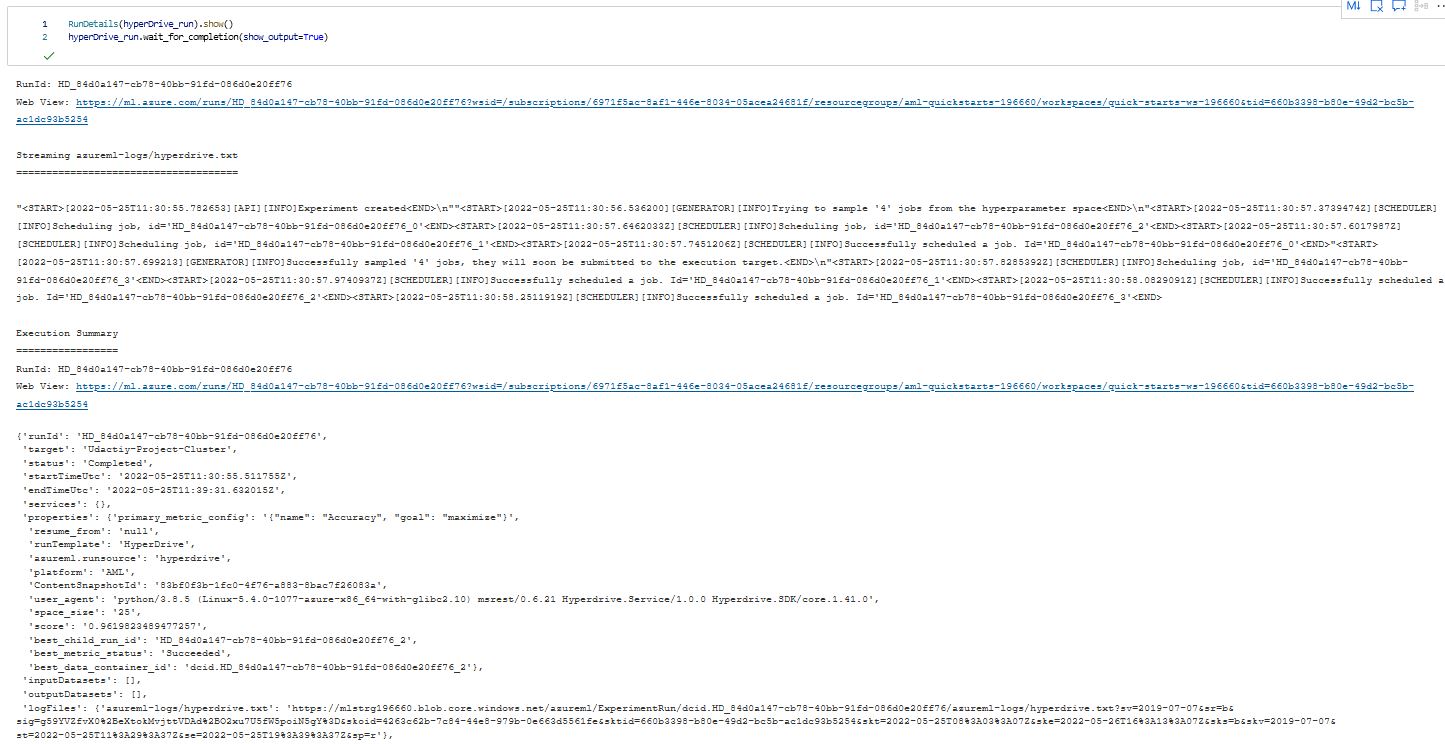 M↓
1 RunDetails(hyperDrive_run).show()
2 hyperDrive_run.wait_for_completion(show_output=True)
RunId: HD_84d0a147-cb78-40bb-91fd-086d0e20ff76
Web View: https://ml.azure.com/runs/HD_84d0a147-cb78-40bb-91fd-086d0e20ff76?wsid=/subscriptions/6971f5ac-8af1-446e-8034-05acea24681f/resourcegroups/aml-quickstarts-196660/workspaces/quick-starts-ws-196660&tid=660b3398-b80e-49d2-bc5b-
ac1dc93b5254
Streaming azureml-logs/hyperdrive.txt
=====================================
"<START>[2022-05-25T11:30:55.782653][API][INFO]Experiment created<END>\n""<START>[2022-05-25T11:30:56.536200][GENERATOR][INFO]Trying to sample '4' jobs from the hyperparameter space<END>\n"<START>[2022-05-25T11:30:57.3739474Z][SCHEDULER]
[INFO]Scheduling job, id='HD_84d0a147-cb78-40bb-91fd-086d0e20ff76_0'<END><START>[2022-05-25T11:30:57.6462033Z][SCHEDULER][INFO]Scheduling job, id='HD_84d0a147-cb78-40bb-91fd-086d0e20ff76_2'<END><START>[2022-05-25T11:30:57.6017987Z]
[SCHEDULER][INFO]Scheduling job, id='HD_84d0a147-cb78-40bb-91fd-086d0e20ff76_1'<END><START>[2022-05-25T11:30:57.7451206Z][SCHEDULER][INFO]Successfully scheduled a job. Id='HD_84d0a147-cb78-40bb-91fd-086d0e20ff76_0'<END>"<START>
[2022-05-25T11:30:57.699213][GENERATOR][INFO]Successfully sampled '4' jobs, they will soon be submitted to the execution target.<END>\n"<START>[2022-05-25T11:30:57.8285392Z][SCHEDULER][INFO]Scheduling job, id='HD_84d0a147-cb78-40bb-
91fd-086d0e20ff76_3'<END><START>[2022-05-25T11:30:57.9740937Z][SCHEDULER][INFO]Successfully scheduled a job. Id='HD_84d0a147-cb78-40bb-91fd-086d0e20ff76_1'<END><START>[2022-05-25T11:30:58.0829091Z][SCHEDULER][INFO]Successfully scheduled a
job. Id='HD_84d0a147-cb78-40bb-91fd-086d0e20ff76_2'<END><START>[2022-05-25T11:30:58.2511919Z][SCHEDULER][INFO]Successfully scheduled a job. Id='HD_84d0a147-cb78-40bb-91fd-086d0e20ff76_3'<END>
Execution Summary
=================
RunId: HD_84d0a147-cb78-40bb-91fd-086d0e20ff76
Web View: https://ml.azure.com/runs/HD_84d0a147-cb78-40bb-91fd-086d0e20ff76?wsid=/subscriptions/6971f5ac-8af1-446e-8034-05acea24681f/resourcegroups/aml-quickstarts-196660/workspaces/quick-starts-ws-196660&tid=660b3398-b80e-49d2-bc5b-
ac1dc93b5254
{'runId': 'HD_84d0a147-cb78-40bb-91fd-086d0e20ff76',
'target': 'Udactiy-Project-Cluster',
'status': 'Completed',
'startTimeUtc': '2022-05-25T11:30:55.511755Z',
'endTimeUtc': '2022-05-25T11:39:31.632015Z',
'services': {},
'properties': {'primary_metric_config': '{"name": "Accuracy", "goal": "maximize"}',
'resume_from': 'null',
'runTemplate': 'HyperDrive',
'azureml.runsource': 'hyperdrive',
'platform': 'AML',
'ContentSnapshotId': '83bf0f3b-1fc0-4f76-a883-8bac7f26083a',
'user_agent': 'python/3.8.5 (Linux-5.4.0-1077-azure-x86_64-with-glibc2.10) msrest/0.6.21 Hyperdrive.Service/1.0.0 Hyperdrive.SDK/core.1.41.0',
'space_size': '25',
'score': '0.9619823489477257',
'best_child_run_id': 'HD_84d0a147-cb78-40bb-91fd-086d0e20ff76_2',
'best_metric_status': 'Succeeded',
'best_data_container_id': 'dcid.HD_84d0a147-cb78-40bb-91fd-086d0e20ff76_2'},
'inputDatasets': [],
'outputDatasets': [],
'logFiles': {'azureml-logs/hyperdrive.txt': 'https://mlstrg196660.blob.core.windows.net/azureml/ExperimentRun/dcid.HD_84d0a147-cb78-40bb-91fd-086d0e20ff76/azureml-logs/hyperdrive.txt?sv=2019-07-07&sr=b&
sig=g59YVZfvX0%2BeXtokMvjttVDAd%2BO2xu7U5fW5poiN5gY%3D&skoid=4263c62b-7c84-44e8-979b-0e663d5561fe&sktid=660b3398-b80e-49d2-bc5b-ac1dc93b5254&skt=2022-05-25T08%3A03%3A07Z&ske=2022-05-26T16%3A13%3A07Z&sks=b&skv=2019-07-07&
st=2022-05-25T11%3A29%3A37Z&se=2022-05-25T19%3A39%3A37Z&sp=r'},